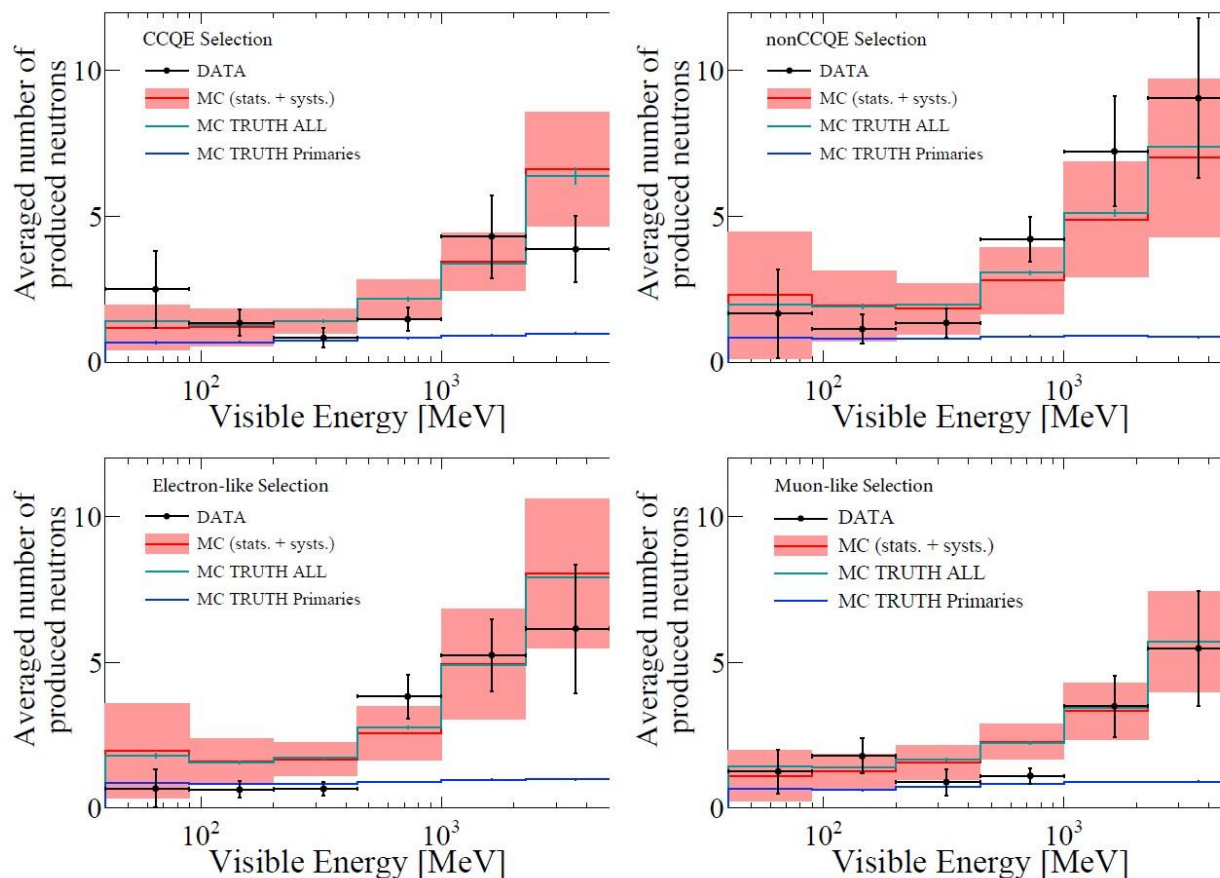 CCQE Selection
DATA
MC (stats. + systs.)
MC TRUTH ALL
MC TRUTH Primaries
Averaged number of
produced neutrons
10
5
0
10²
10³
Visible Energy [MeV]
nonCCQE Selection
DATA
MC (stats. + systs.)
MC TRUTH ALL
MC TRUTH Primaries
Averaged number of
produced neutrons
10
5
0
10²
10³
Visible Energy [MeV]
Electron-like Selection
DATA
MC (stats. + systs.)
MC TRUTH ALL
MC TRUTH Primaries
Averaged number of
produced neutrons
10
5
0
10²
10³
Visible Energy [MeV]
Muon-like Selection
DATA
MC (stats. + systs.)
MC TRUTH ALL
MC TRUTH Primaries
Averaged number of
produced neutrons
10
5
0
10²
10³
Visible Energy [MeV]